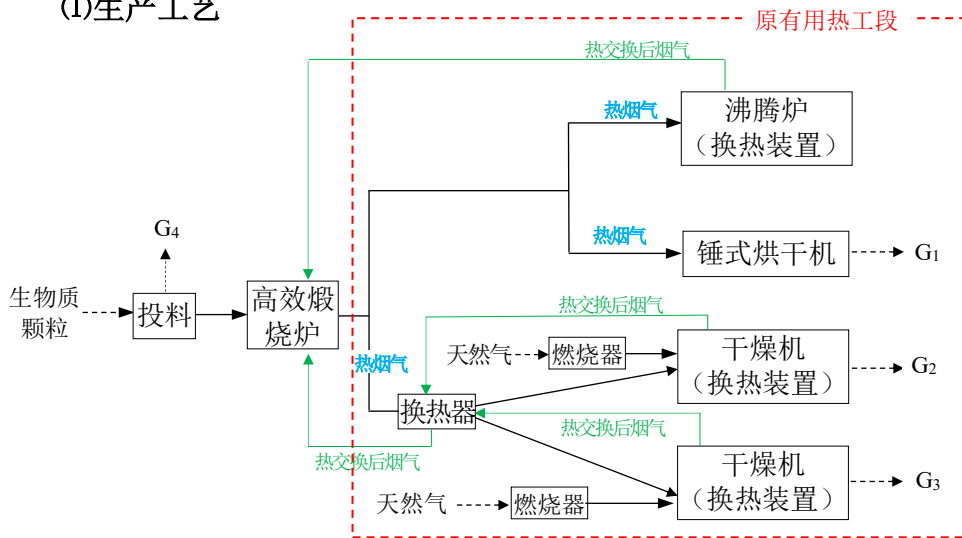 (1)生产工艺
原有用热工段
热交换后烟气
热烟气
沸腾炉
（换热装置）
G4
热烟气
锤式烘干机
G1
生物质
颗粒
投料
高效煅
烧炉
热交换后烟气
天然气
燃烧器
干燥机
（换热装置）
G2
热烟气
换热器
热交换后烟气
热交换后烟气
干燥机
（换热装置）
G3
天然气
燃烧器